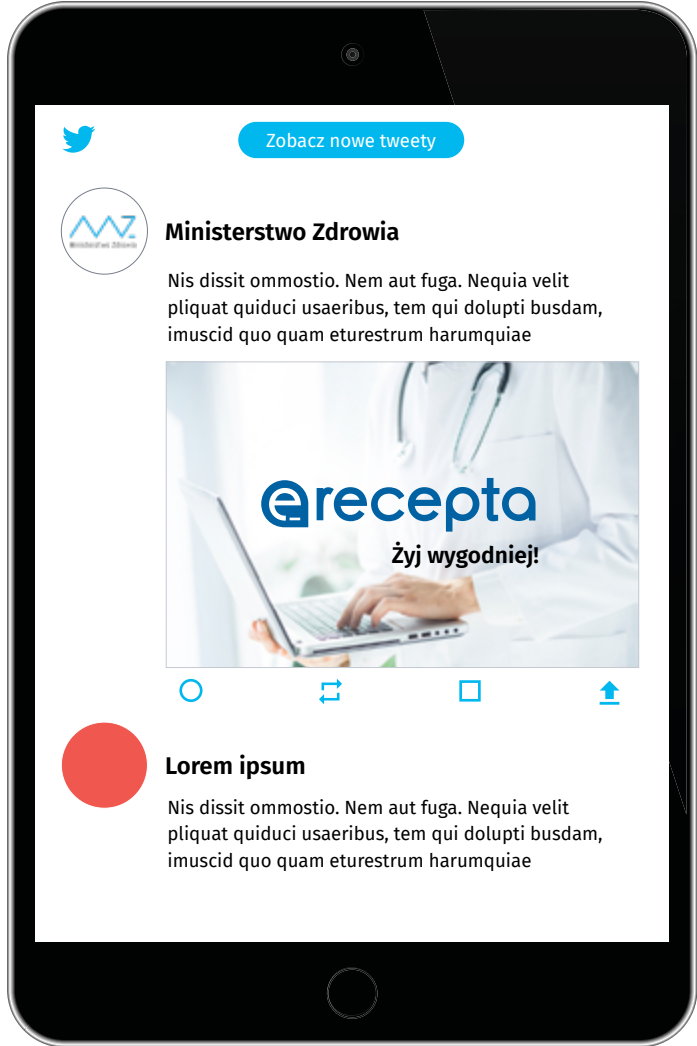 Zobacz nowe tweety
Ministerstwo Zdrowia
Ministerstwo Zdrowia
Nis dissit ommostio. Nem aut fuga. Nequia velit
pliquat quiduci usaeribus, tem qui dolupti busdam,
imuscid quo quam eturestrum harumquiae
erecepta
Żyj wygodniej!
Lorem ipsum
Nis dissit ommostio. Nem aut fuga. Nequia velit
pliquat quiduci usaeribus, tem qui dolupti busdam,
imuscid quo quam eturestrum harumquiae